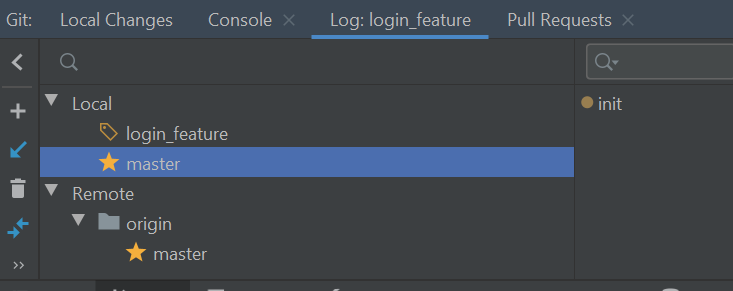 Git: Local Changes Console Log: login_feature Pull Requests
Local
init
login_feature
master
Remote
origin
master